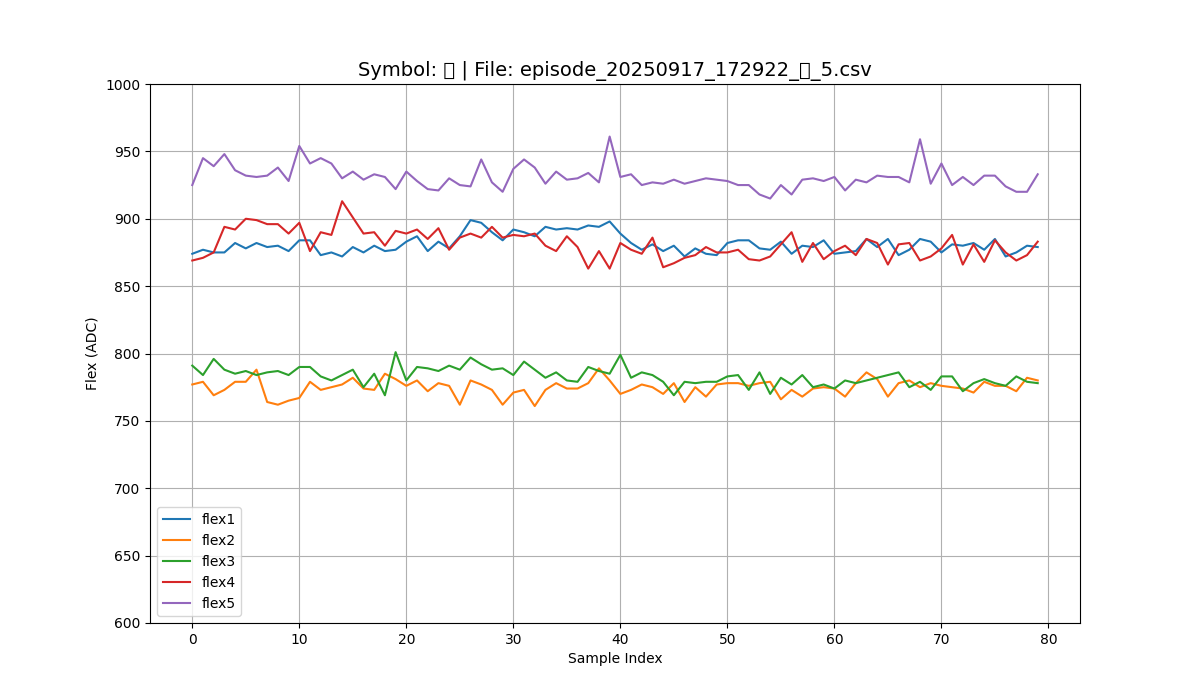 Symbol: | File: episode_20250917_172922_ _5.csv
1000
950
900
850
800
750
700
650
600
Flex (ADC)
flex1
flex2
flex3
flex4
flex5
0 10 20 30 40 50 60 70 80
Sample Index